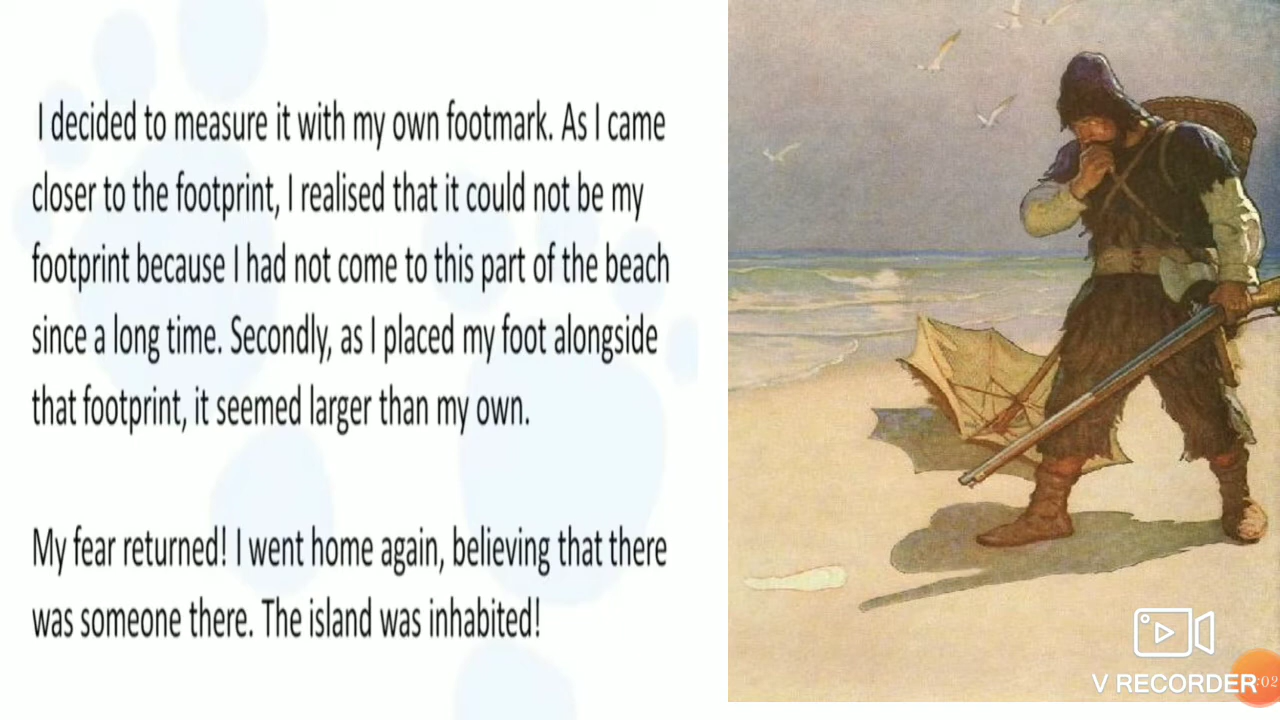 I decided to measure it with my own footmark. As I came
closer to the footprint, I realised that it could not be my
footprint because I had not come to this part of the beach
since a long time. Secondly, as I placed my foot alongside
that footprint, it seemed larger than my own.
My fear returned! I went home again, believing that there
was someone there. The island was inhabited!
V RECORDER
:02